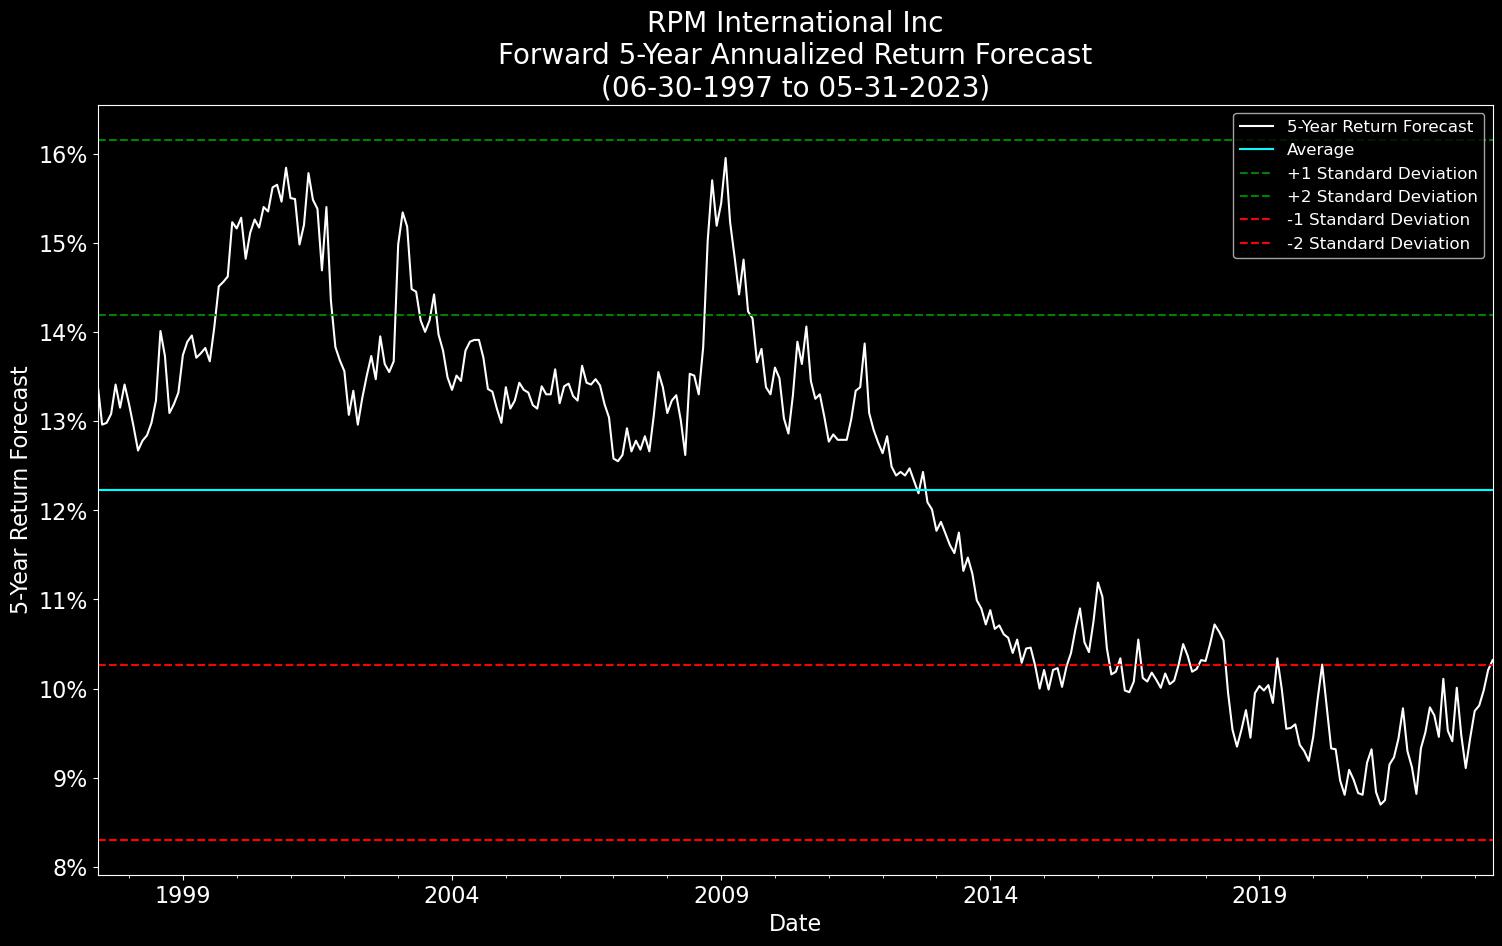 RPM International Inc
Forward 5-Year Annualized Return Forecast
(06-30-1997 to 05-31-2023)
5-Year Return Forecast
Average
+1 Standard Deviation
+2 Standard Deviation
-1 Standard Deviation
-2 Standard Deviation
16%
15%
14%
13%
12%
11%
10%
9%
8%
5-Year Return Forecast
1999
2004
2009
2014
2019
Date